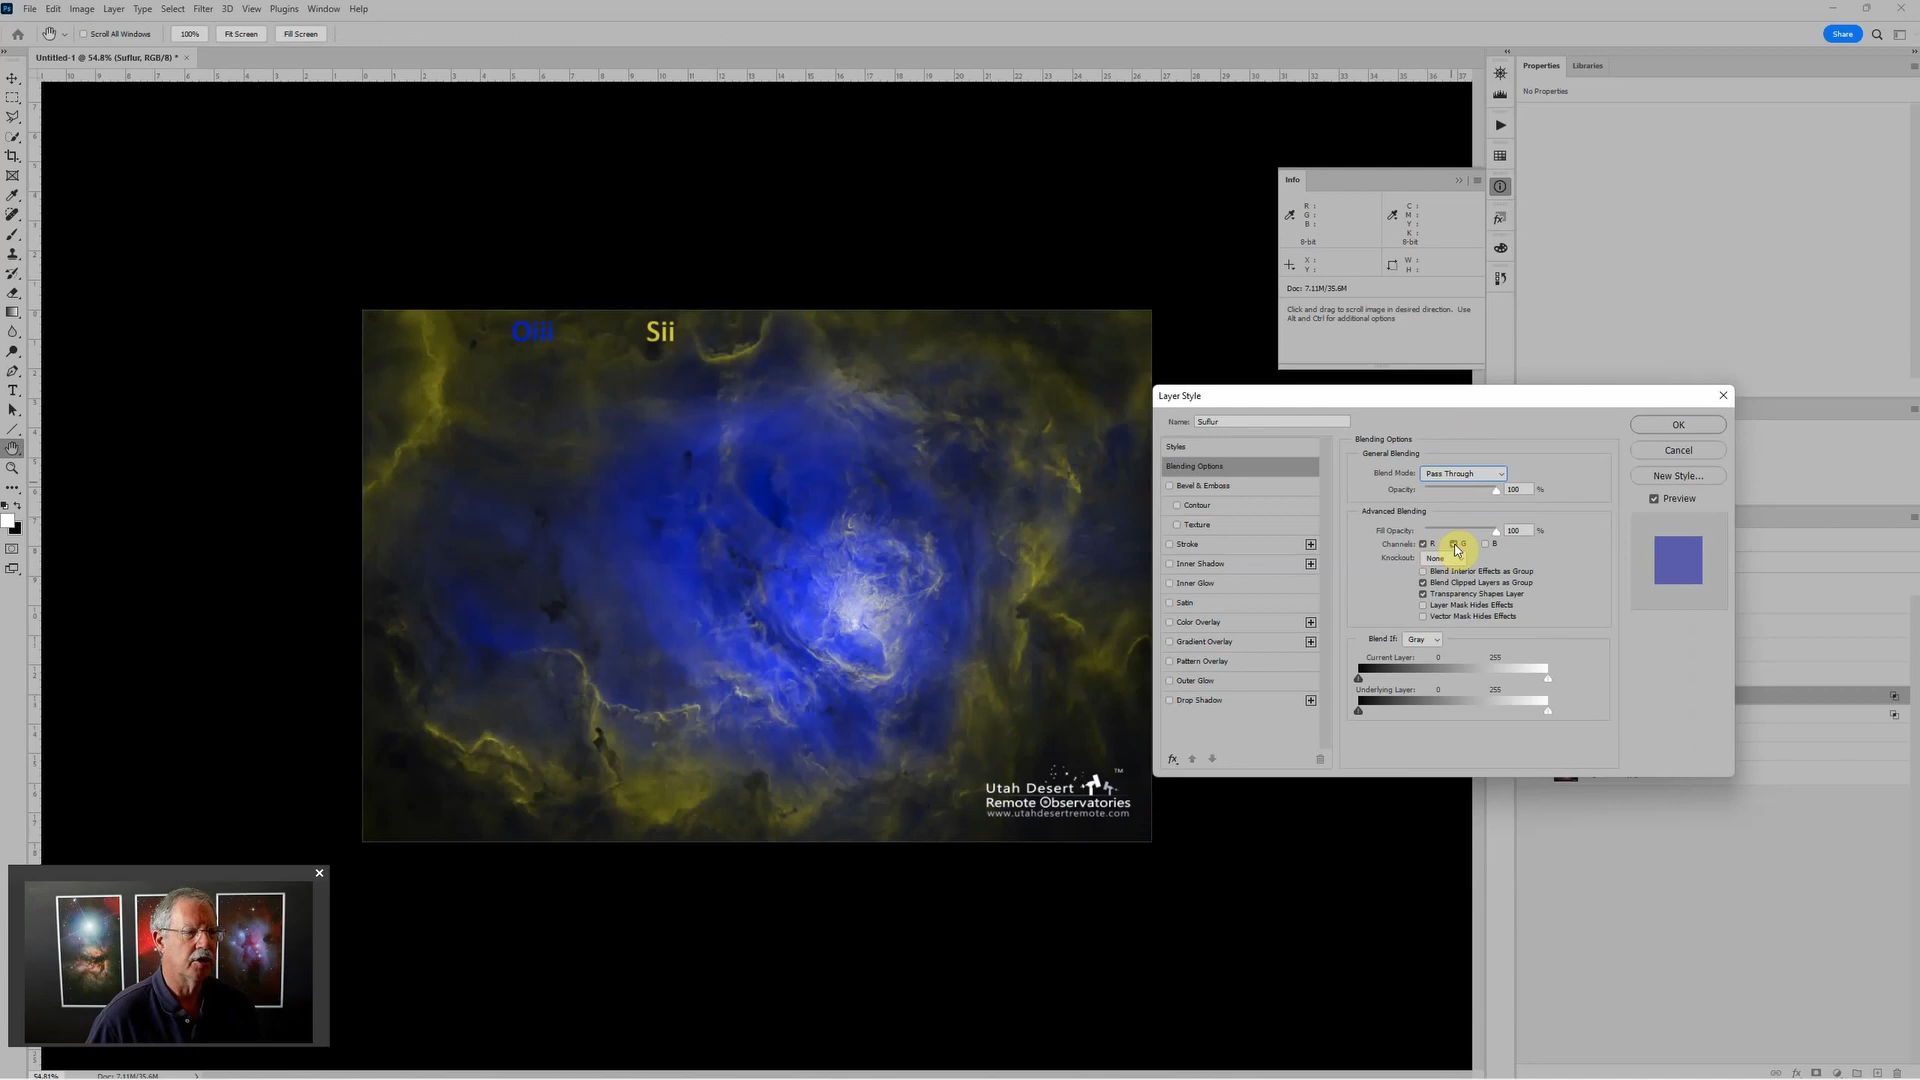 Ps File Edit Image Layer Type Select Filter 3D View Plugins Window Help
Scroll All Windows 100% Fit Screen Fill Screen Share
Untitled-1 @ 54.8% (Suflur, RGB/8) * ×
Properties Libraries
No Properties
Info
R :
G :
B :
8-bit
C :
M :
Y :
K :
8-bit
X :
Y :
W :
H :
Doc: 7.11M/35.6M
Click and drag to scroll image in desired direction. Use
Alt and Ctrl for additional options
Oiii Sii
Utah Desert ™
Remote Observatories
www.utahdesertremote.com
Layer Style
Name: Suflur
Styles
Blending Options
Bevel & Emboss
Contour
Texture
Stroke
Inner Shadow
Inner Glow
Satin
Color Overlay
Gradient Overlay
Pattern Overlay
Outer Glow
Drop Shadow
fx
Blending Options
General Blending
Blend Mode: Pass Through
Opacity: 100 %
Advanced Blending
Fill Opacity: 100 %
Channels: R G B
Knockout: None
Blend Interior Effects as Group
Blend Clipped Layers as Group
Transparency Shapes Layer
Layer Mask Hides Effects
Vector Mask Hides Effects
Blend If: Gray
Current Layer: 0 255
Underlying Layer: 0 255
OK
Cancel
New Style...
Preview
54.81% Doc: 7.11M/35.6M